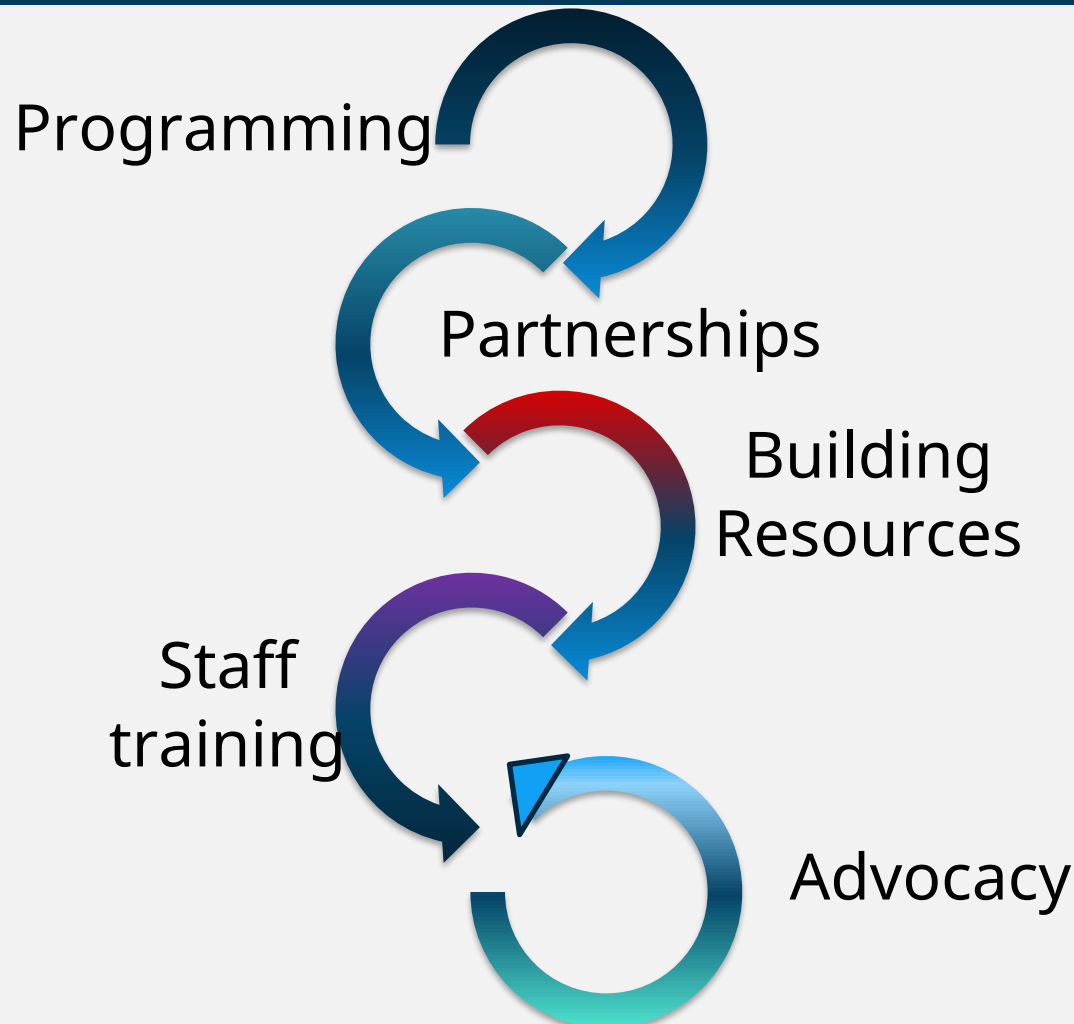 Programming
Partnerships
Building
Resources
Staff
training
Advocacy